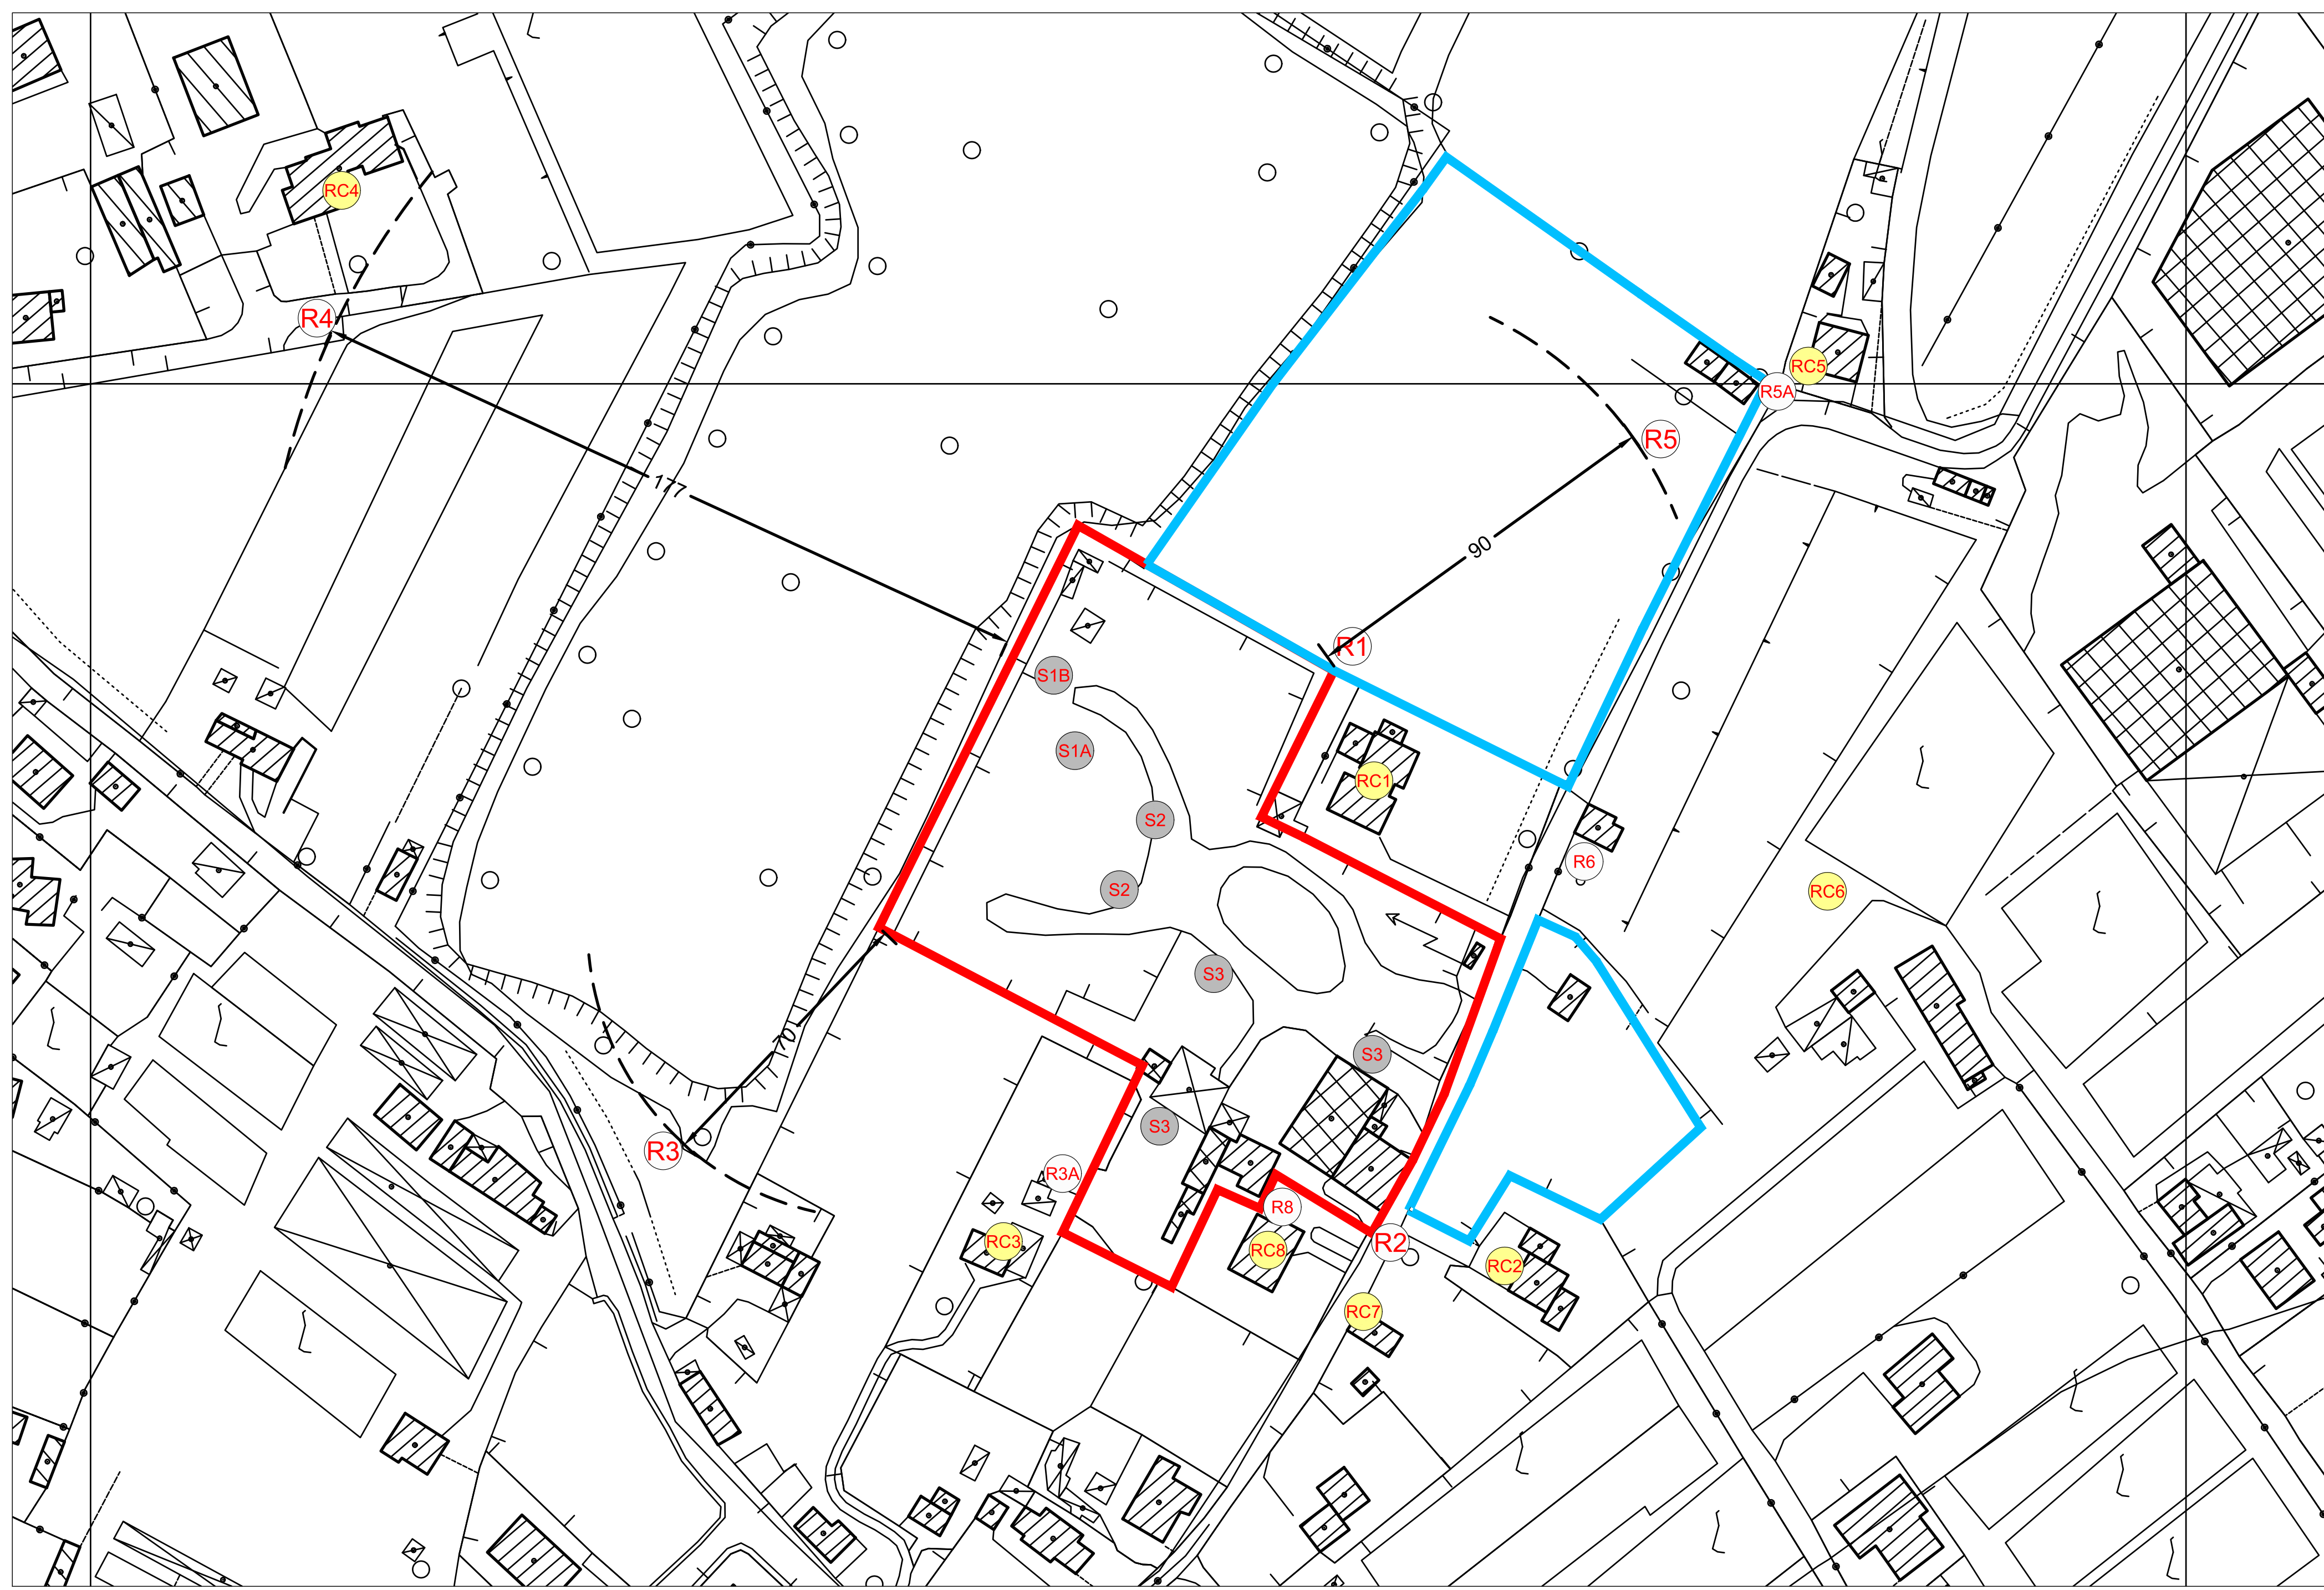 RC4
R4
RC5
R5A
R5
177
90
R1
S1B
S1A
RC1
S2
R6
S2
RC6
S3
70
S3
S3
R3
R3A
R8
RC3
R2
RC8
RC2
RC7